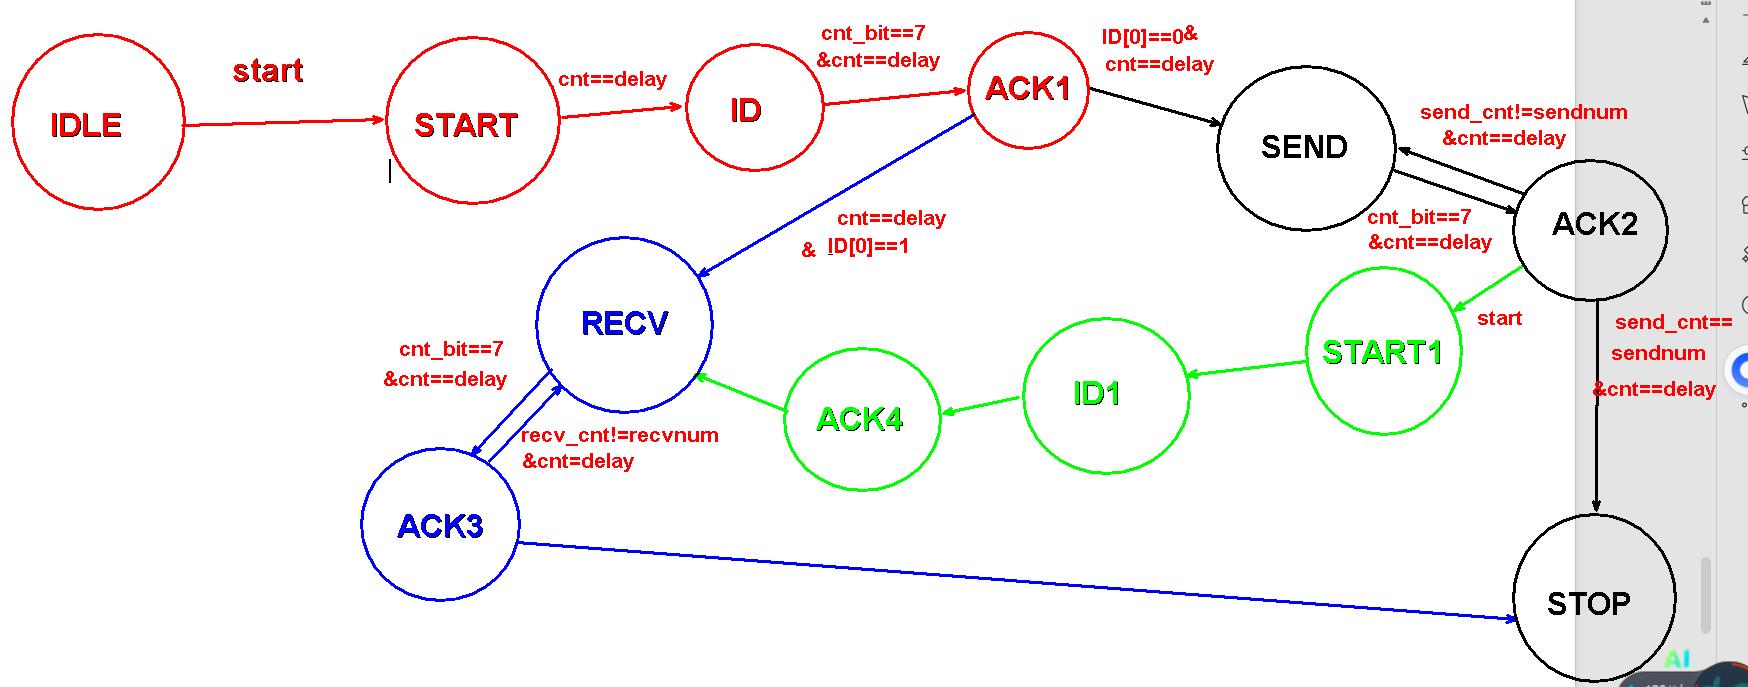 start
IDLE
START
cnt==delay
ID
cnt_bit==7
&cnt==delay
ACK1
ID[0]==0&
cnt==delay
SEND
send_cnt!=sendnum
&cnt==delay
cnt_bit==7
&cnt==delay
ACK2
cnt==delay
& ID[0]==1
RECV
START1
start
send_cnt==
sendnum
&cnt==delay
ID1
ACK4
cnt_bit==7
&cnt==delay
recv_cnt!=recvnum
&cnt=delay
ACK3
STOP
AI